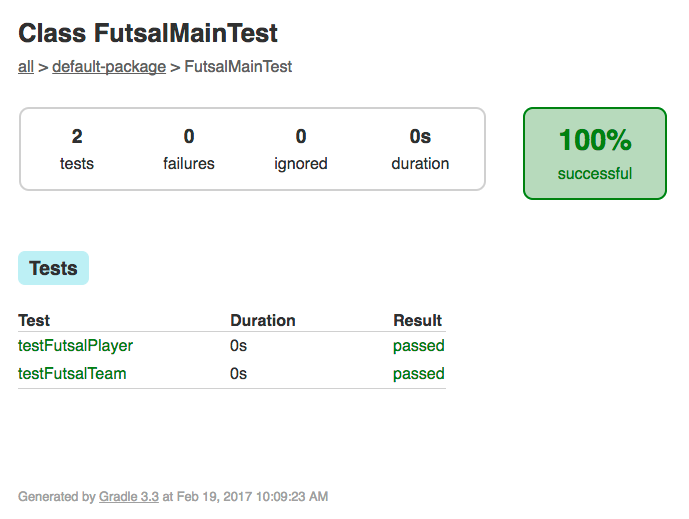 Class FutsalMainTest
all > default-package > FutsalMainTest
2 0 0 0s
tests failures ignored duration
100%
successful
Tests
Test Duration Result
testFutsalPlayer 0s passed
testFutsalTeam 0s passed
Generated by Gradle 3.3 at Feb 19, 2017 10:09:23 AM